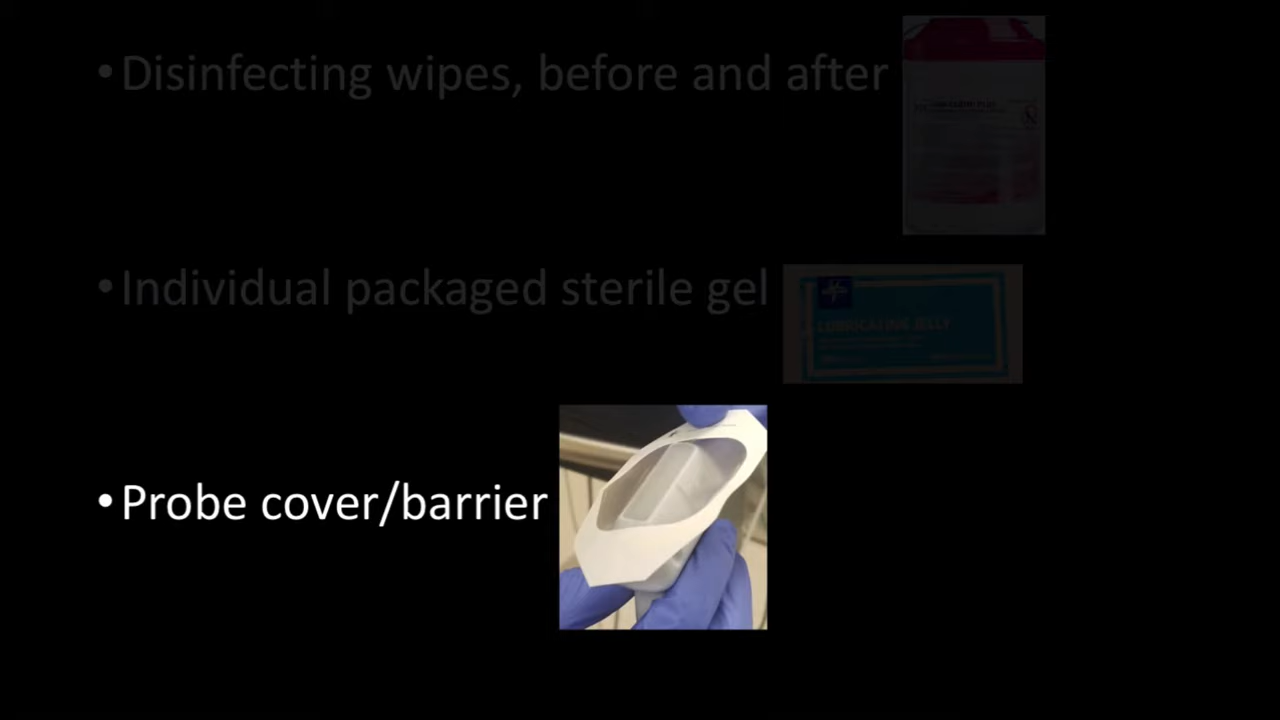 • Disinfecting wipes, before and after
• Individual packaged sterile gel
LUBRICATING JELLY
• Probe cover/barrier